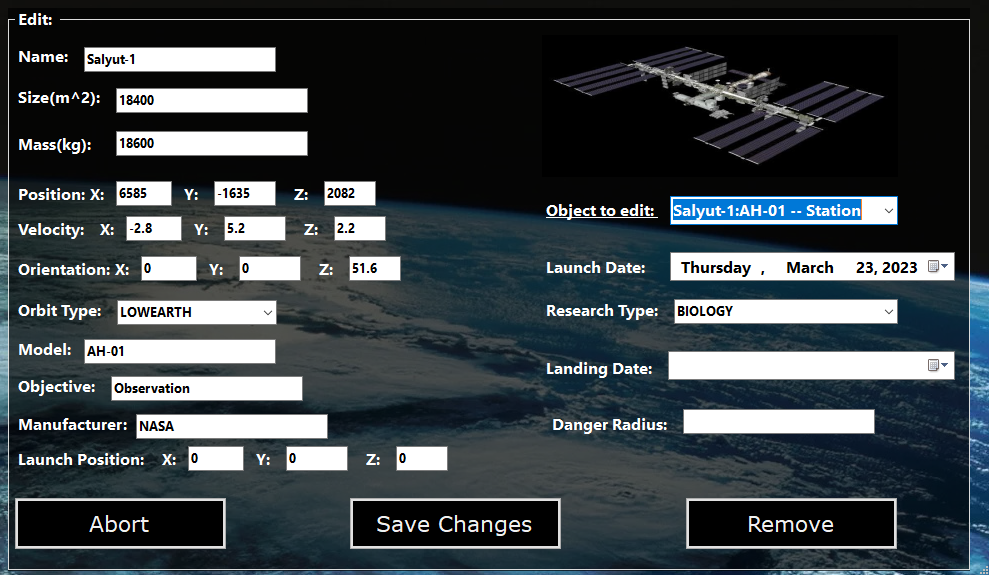 Edit:
Name: Salyut-1
Size(m^2): 18400
Mass(kg): 18600
Position: X: 6585 Y: -1635 Z: 2082
Velocity: X: -2.8 Y: 5.2 Z: 2.2
Orientation: X: 0 Y: 0 Z: 51.6
Orbit Type: LOWEARTH
Model: AH-01
Objective: Observation
Manufacturer: NASA
Launch Position: X: 0 Y: 0 Z: 0
Object to edit: Salyut-1:AH-01 -- Station
Launch Date: Thursday , March 23, 2023
Research Type: BIOLOGY
Landing Date:
Danger Radius:
Abort
Save Changes
Remove